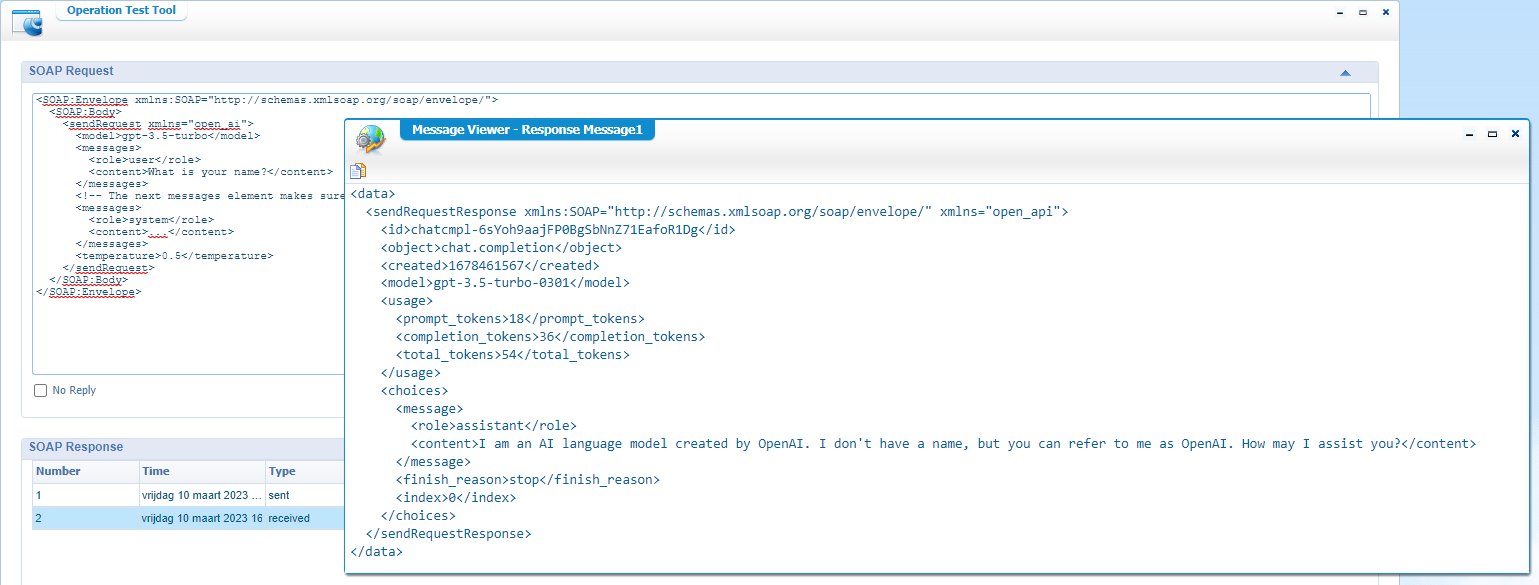 Operation Test Tool
SOAP Request
<SOAP:Envelope xmlns:SOAP="http://schemas.xmlsoap.org/soap/envelope/">
<SOAP:Body>
<sendRequest xmlns="open_ai">
<model>gpt-3.5-turbo</model>
<messages>
<role>user</role>
<content>What is your name?</content>
</messages>
<!-- The next messages element makes sure
<messages>
<role>system</role>
<content>...</content>
</messages>
<temperature>0.5</temperature>
</sendRequest>
</SOAP:Body>
</SOAP:Envelope>
No Reply
SOAP Response
Number Time Type
1 vrijdag 10 maart 2023 ... sent
2 vrijdag 10 maart 2023 16 received
Message Viewer - Response Message1
<data>
<sendRequestResponse xmlns:SOAP="http://schemas.xmlsoap.org/soap/envelope/" xmlns="open_api">
<id>chatcmpl-6sYoh9aajFP0BgSbNnZ71EafoR1Dg</id>
<object>chat.completion</object>
<created>1678461567</created>
<model>gpt-3.5-turbo-0301</model>
<usage>
<prompt_tokens>18</prompt_tokens>
<completion_tokens>36</completion_tokens>
<total_tokens>54</total_tokens>
</usage>
<choices>
<message>
<role>assistant</role>
<content>I am an AI language model created by OpenAI. I don't have a name, but you can refer to me as OpenAI. How may I assist you?</content>
</message>
<finish_reason>stop</finish_reason>
<index>0</index>
</choices>
</sendRequestResponse>
</data>